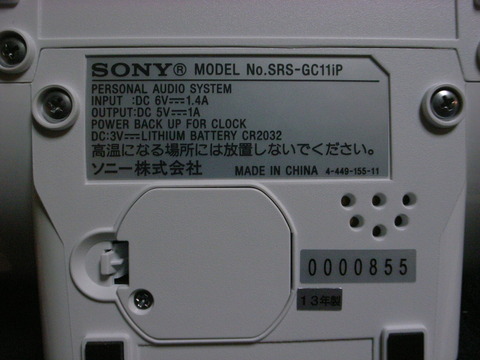 SONY® MODEL No.SRS-GC11iP
PERSONAL AUDIO SYSTEM
INPUT :DC 6V⎓1.4A
OUTPUT:DC 5V⎓1A
POWER BACK UP FOR CLOCK
DC:3V⎓LITHIUM BATTERY CR2032
高温になる場所には放置しないでください。
ソニー株式会社 MADE IN CHINA 4-449-155-11
0000855
13年製